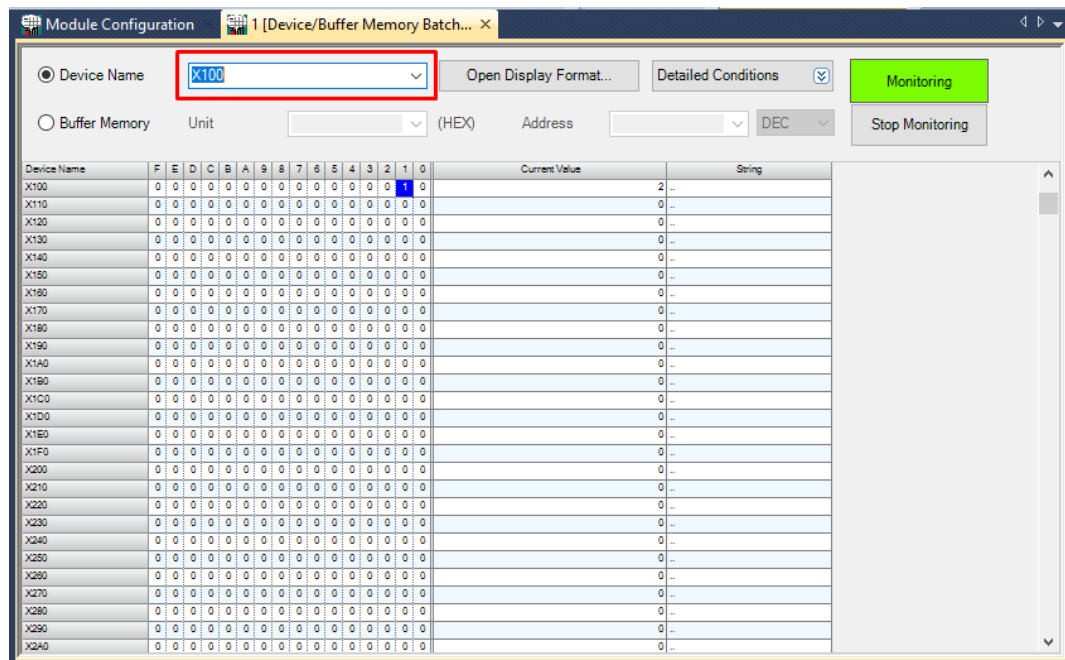 Module Configuration 1 [Device/Buffer Memory Batch... ×
Device Name X100 Open Display Format... Detailed Conditions Monitoring
Buffer Memory Unit (HEX) Address DEC Stop Monitoring
Device Name F E D C B A 9 8 7 6 5 4 3 2 1 0 Current Value String
X100 0 0 0 0 0 0 0 0 0 0 0 0 0 0 1 0 2 ..
X110 0 0 0 0 0 0 0 0 0 0 0 0 0 0 0 0 0 ..
X120 0 0 0 0 0 0 0 0 0 0 0 0 0 0 0 0 0 ..
X130 0 0 0 0 0 0 0 0 0 0 0 0 0 0 0 0 0 ..
X140 0 0 0 0 0 0 0 0 0 0 0 0 0 0 0 0 0 ..
X150 0 0 0 0 0 0 0 0 0 0 0 0 0 0 0 0 0 ..
X160 0 0 0 0 0 0 0 0 0 0 0 0 0 0 0 0 0 ..
X170 0 0 0 0 0 0 0 0 0 0 0 0 0 0 0 0 0 ..
X180 0 0 0 0 0 0 0 0 0 0 0 0 0 0 0 0 0 ..
X190 0 0 0 0 0 0 0 0 0 0 0 0 0 0 0 0 0 ..
X1A0 0 0 0 0 0 0 0 0 0 0 0 0 0 0 0 0 0 ..
X1B0 0 0 0 0 0 0 0 0 0 0 0 0 0 0 0 0 0 ..
X1C0 0 0 0 0 0 0 0 0 0 0 0 0 0 0 0 0 0 ..
X1D0 0 0 0 0 0 0 0 0 0 0 0 0 0 0 0 0 0 ..
X1E0 0 0 0 0 0 0 0 0 0 0 0 0 0 0 0 0 0 ..
X1F0 0 0 0 0 0 0 0 0 0 0 0 0 0 0 0 0 0 ..
X200 0 0 0 0 0 0 0 0 0 0 0 0 0 0 0 0 0 ..
X210 0 0 0 0 0 0 0 0 0 0 0 0 0 0 0 0 0 ..
X220 0 0 0 0 0 0 0 0 0 0 0 0 0 0 0 0 0 ..
X230 0 0 0 0 0 0 0 0 0 0 0 0 0 0 0 0 0 ..
X240 0 0 0 0 0 0 0 0 0 0 0 0 0 0 0 0 0 ..
X250 0 0 0 0 0 0 0 0 0 0 0 0 0 0 0 0 0 ..
X260 0 0 0 0 0 0 0 0 0 0 0 0 0 0 0 0 0 ..
X270 0 0 0 0 0 0 0 0 0 0 0 0 0 0 0 0 0 ..
X280 0 0 0 0 0 0 0 0 0 0 0 0 0 0 0 0 0 ..
X290 0 0 0 0 0 0 0 0 0 0 0 0 0 0 0 0 0 ..
X2A0 0 0 0 0 0 0 0 0 0 0 0 0 0 0 0 0 0 ..